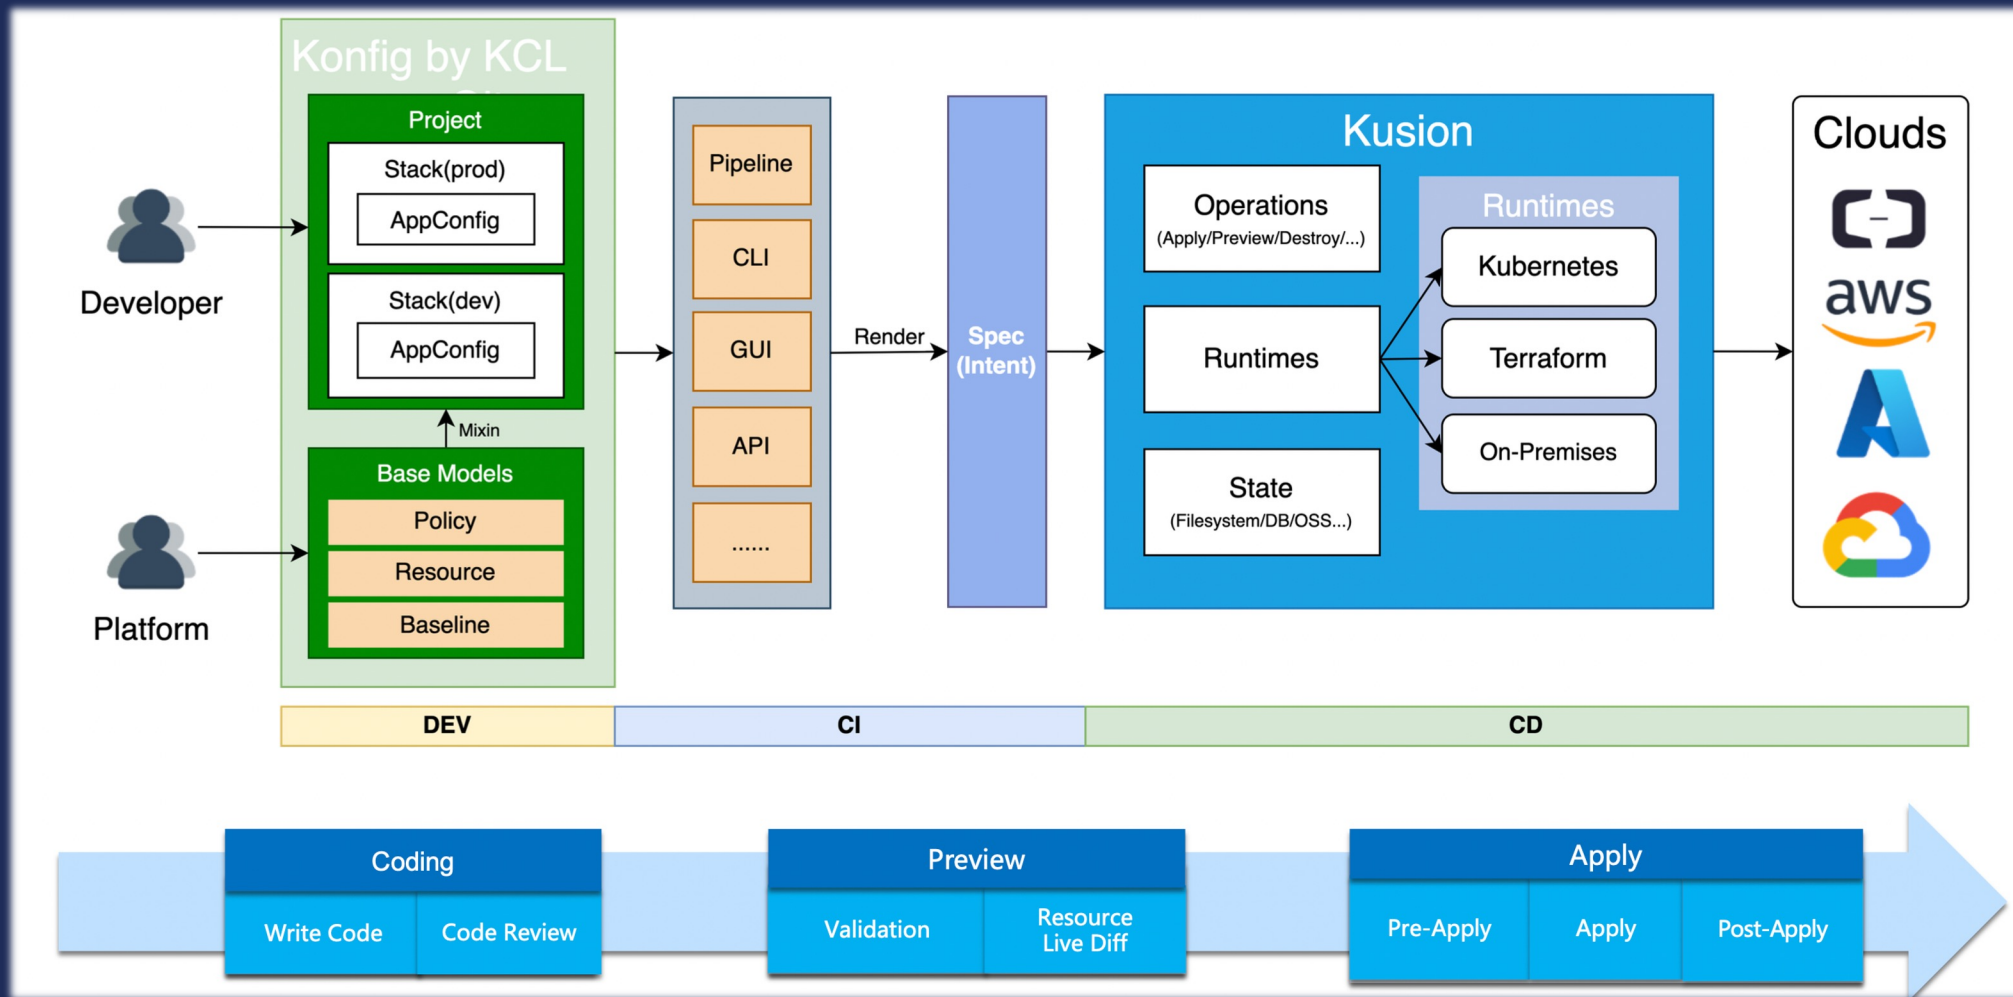 Konfig by KCL
Project
Stack(prod)
AppConfig
Stack(dev)
AppConfig
Mixin
Base Models
Policy
Resource
Baseline
Developer
Platform
Pipeline
CLI
GUI
API
......
Render
Spec
(Intent)
Kusion
Operations
(Apply/Preview/Destroy/...)
Runtimes
State
(Filesystem/DB/OSS...)
Runtimes
Kubernetes
Terraform
On-Premises
Clouds
aws
DEV
CI
CD
Coding
Write Code
Code Review
Preview
Validation
Resource
Live Diff
Apply
Pre-Apply
Apply
Post-Apply